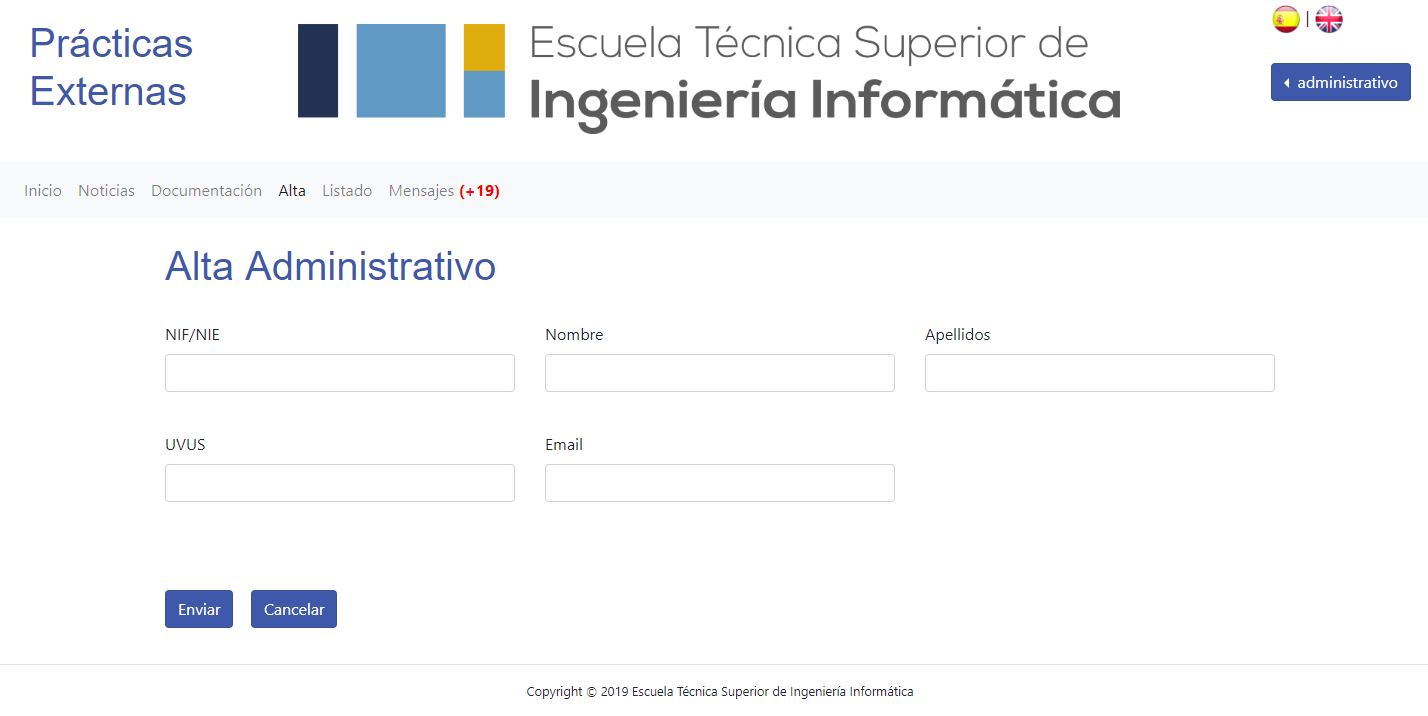 Prácticas
Externas
Escuela Técnica Superior de
Ingeniería Informática
|
administrativo
Inicio Noticias Documentación Alta Listado Mensajes (+19)
Alta Administrativo
NIF/NIE Nombre Apellidos
UVUS Email
Enviar Cancelar
Copyright © 2019 Escuela Técnica Superior de Ingeniería Informática